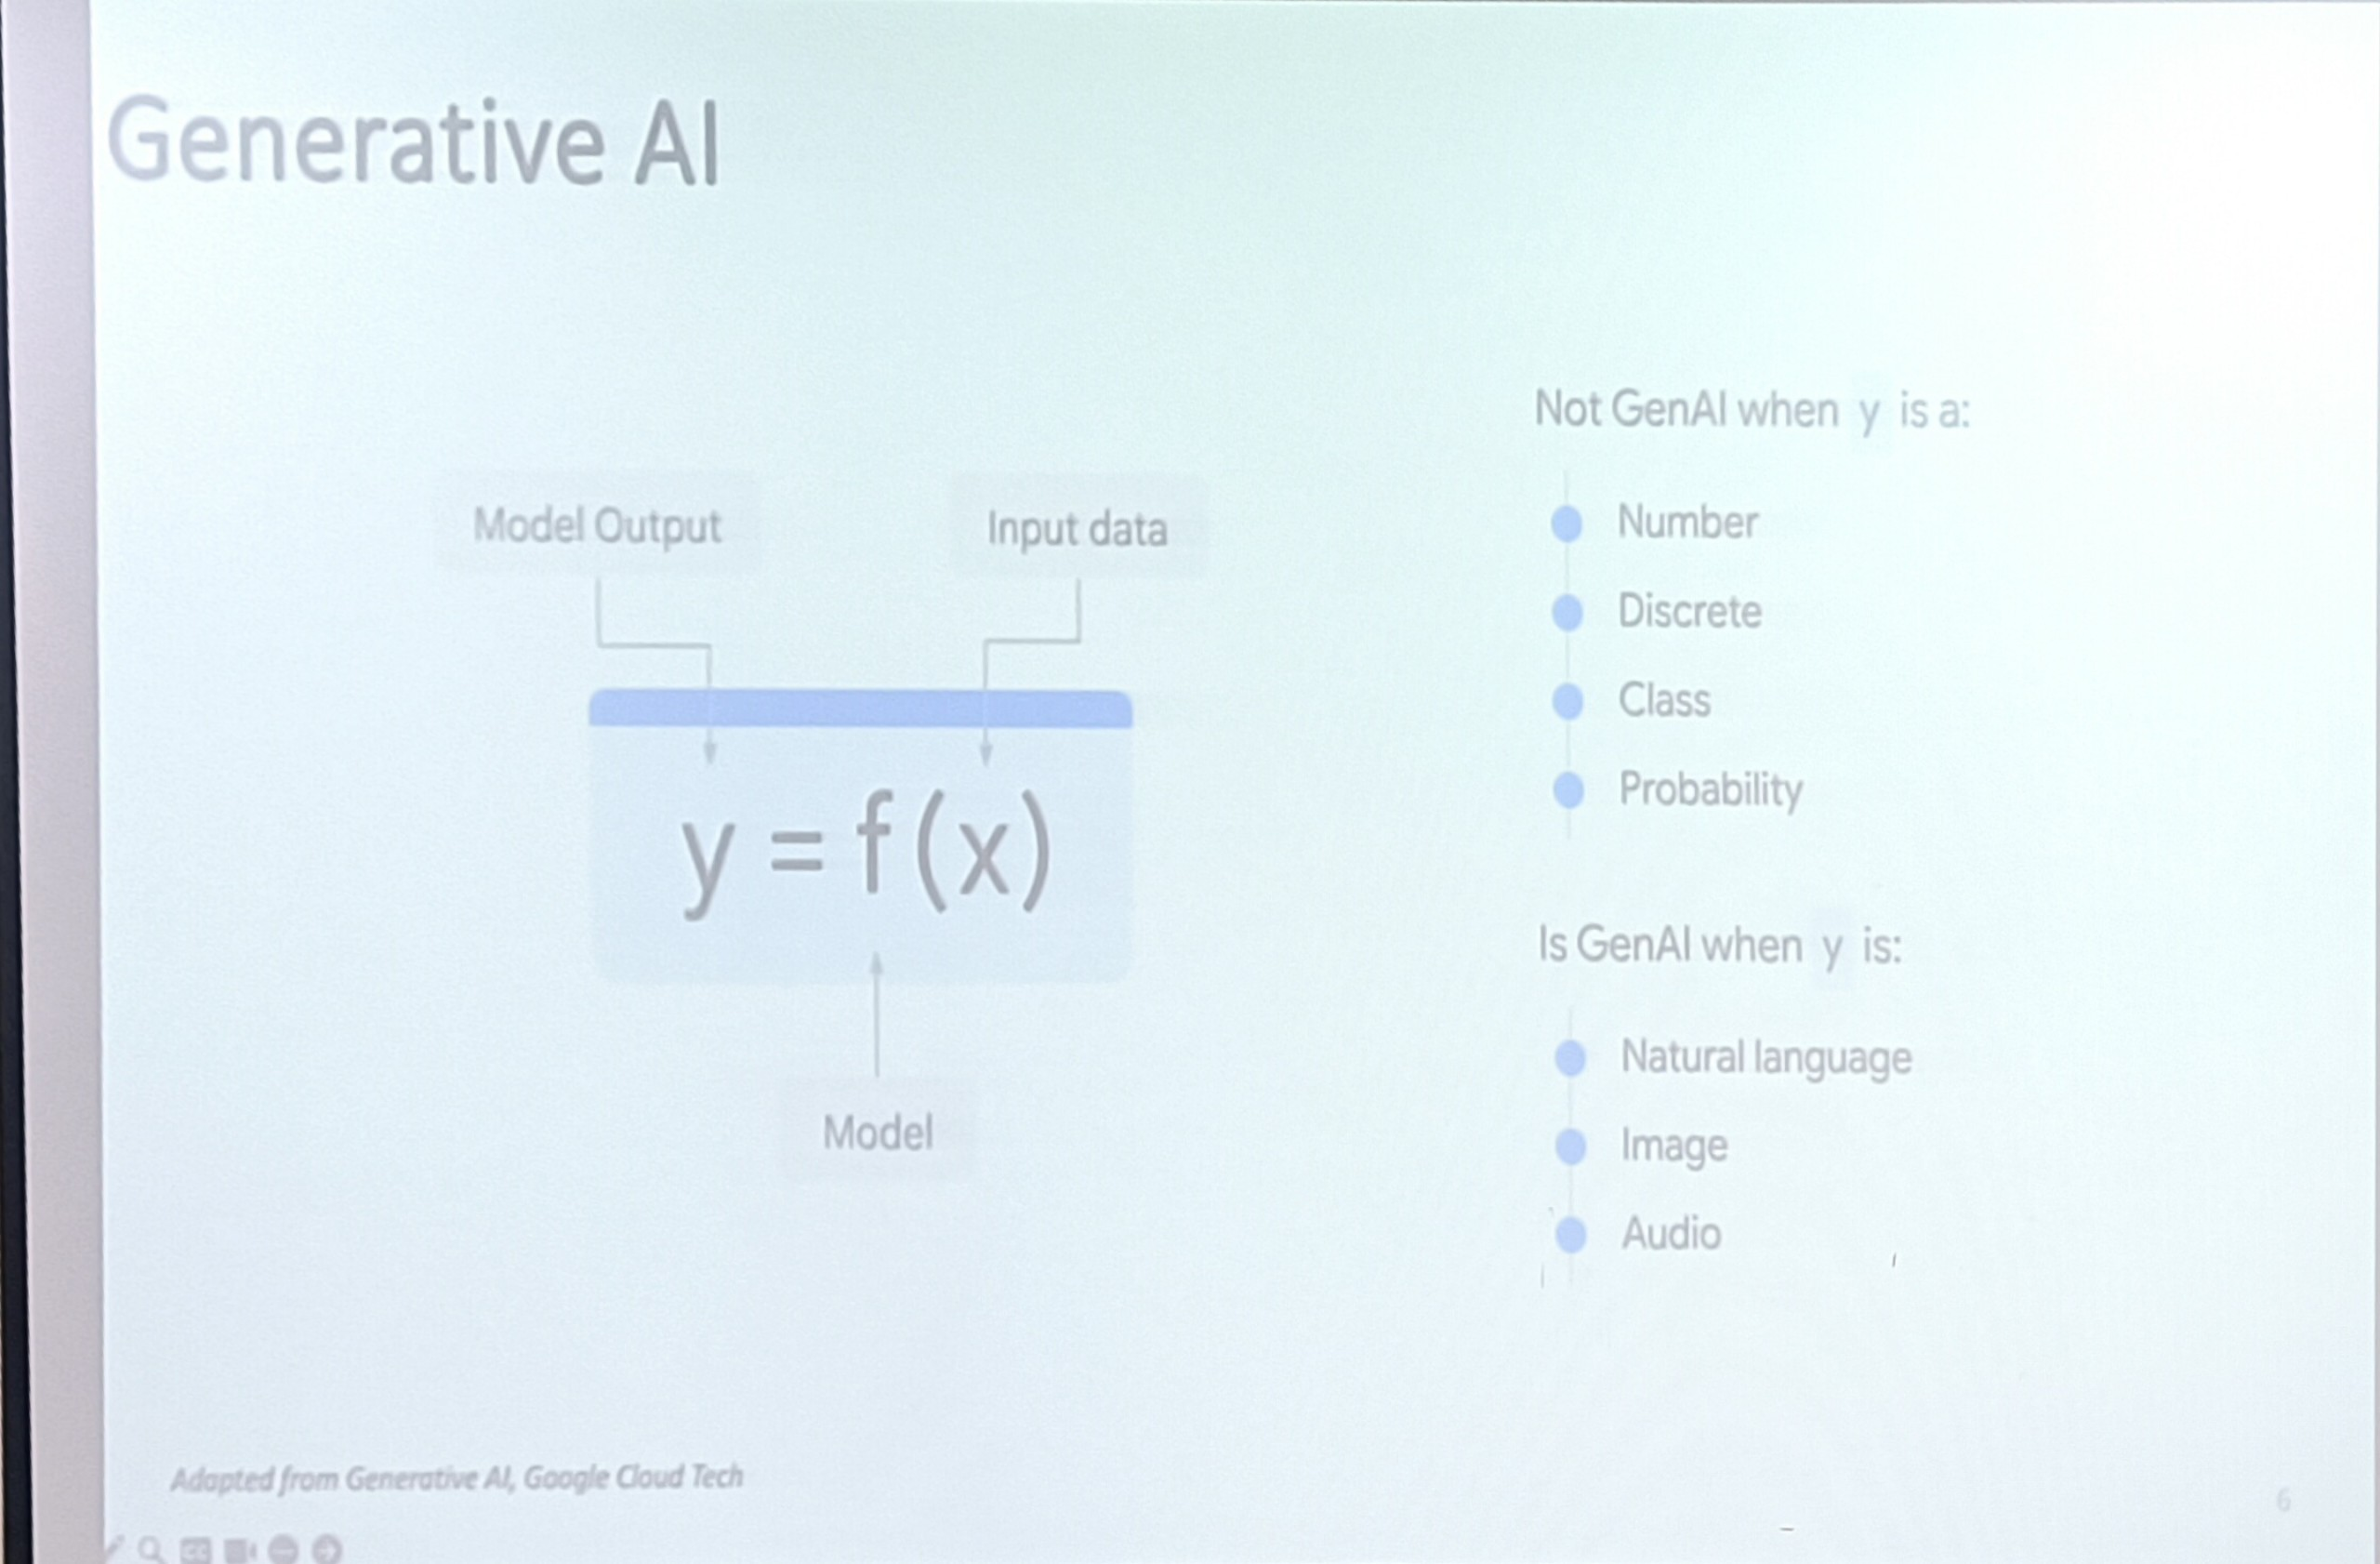 Generative AI
Model Output
Input data
y = f (x)
Model
Not GenAI when y is a:
Number
Discrete
Class
Probability
Is GenAI when y is:
Natural language
Image
Audio
Adapted from Generative AI, Google Cloud Tech
6